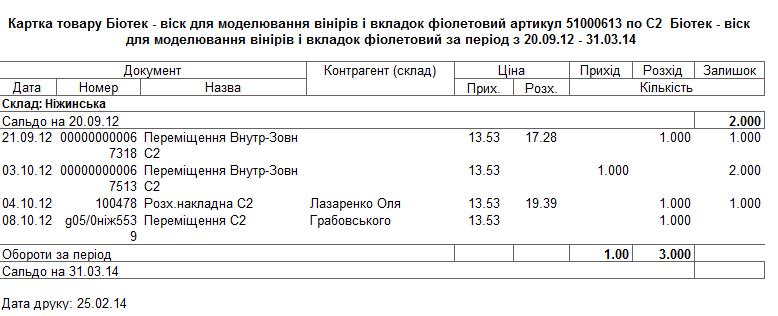 Картка товару Біотек - віск для моделювання вінірів і вкладок фіолетовий артикул 51000613 по С2 Біотек - віск
для моделювання вінірів і вкладок фіолетовий за період з 20.09.12 - 31.03.14
Документ Контрагент (склад) Ціна Прихід Розхід Залишок
Дата Номер Назва Прих. Розх. Кількість
Склад: Ніжинська
Сальдо на 20.09.12 2.000
21.09.12 00000000006 Переміщення Внутр-Зовн 13.53 17.28 1.000 1.000
7318 С2
03.10.12 00000000006 Переміщення Внутр-Зовн 13.53 1.000 2.000
7513 С2
04.10.12 100478 Розх.накладна С2 Лазаренко Оля 13.53 19.39 1.000 1.000
08.10.12 g05/0ніж553 Переміщення С2 Грабовського 13.53 1.000
9
Обороти за період 1.00 3.000
Сальдо на 31.03.14
Дата друку: 25.02.14